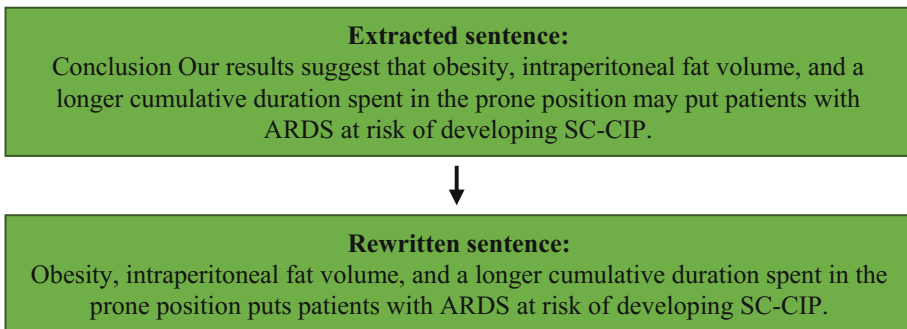 Extracted sentence:
Conclusion Our results suggest that obesity, intraperitoneal fat volume, and a
longer cumulative duration spent in the prone position may put patients with
ARDS at risk of developing SC-CIP.
Rewritten sentence:
Obesity, intraperitoneal fat volume, and a longer cumulative duration spent in the
prone position puts patients with ARDS at risk of developing SC-CIP.